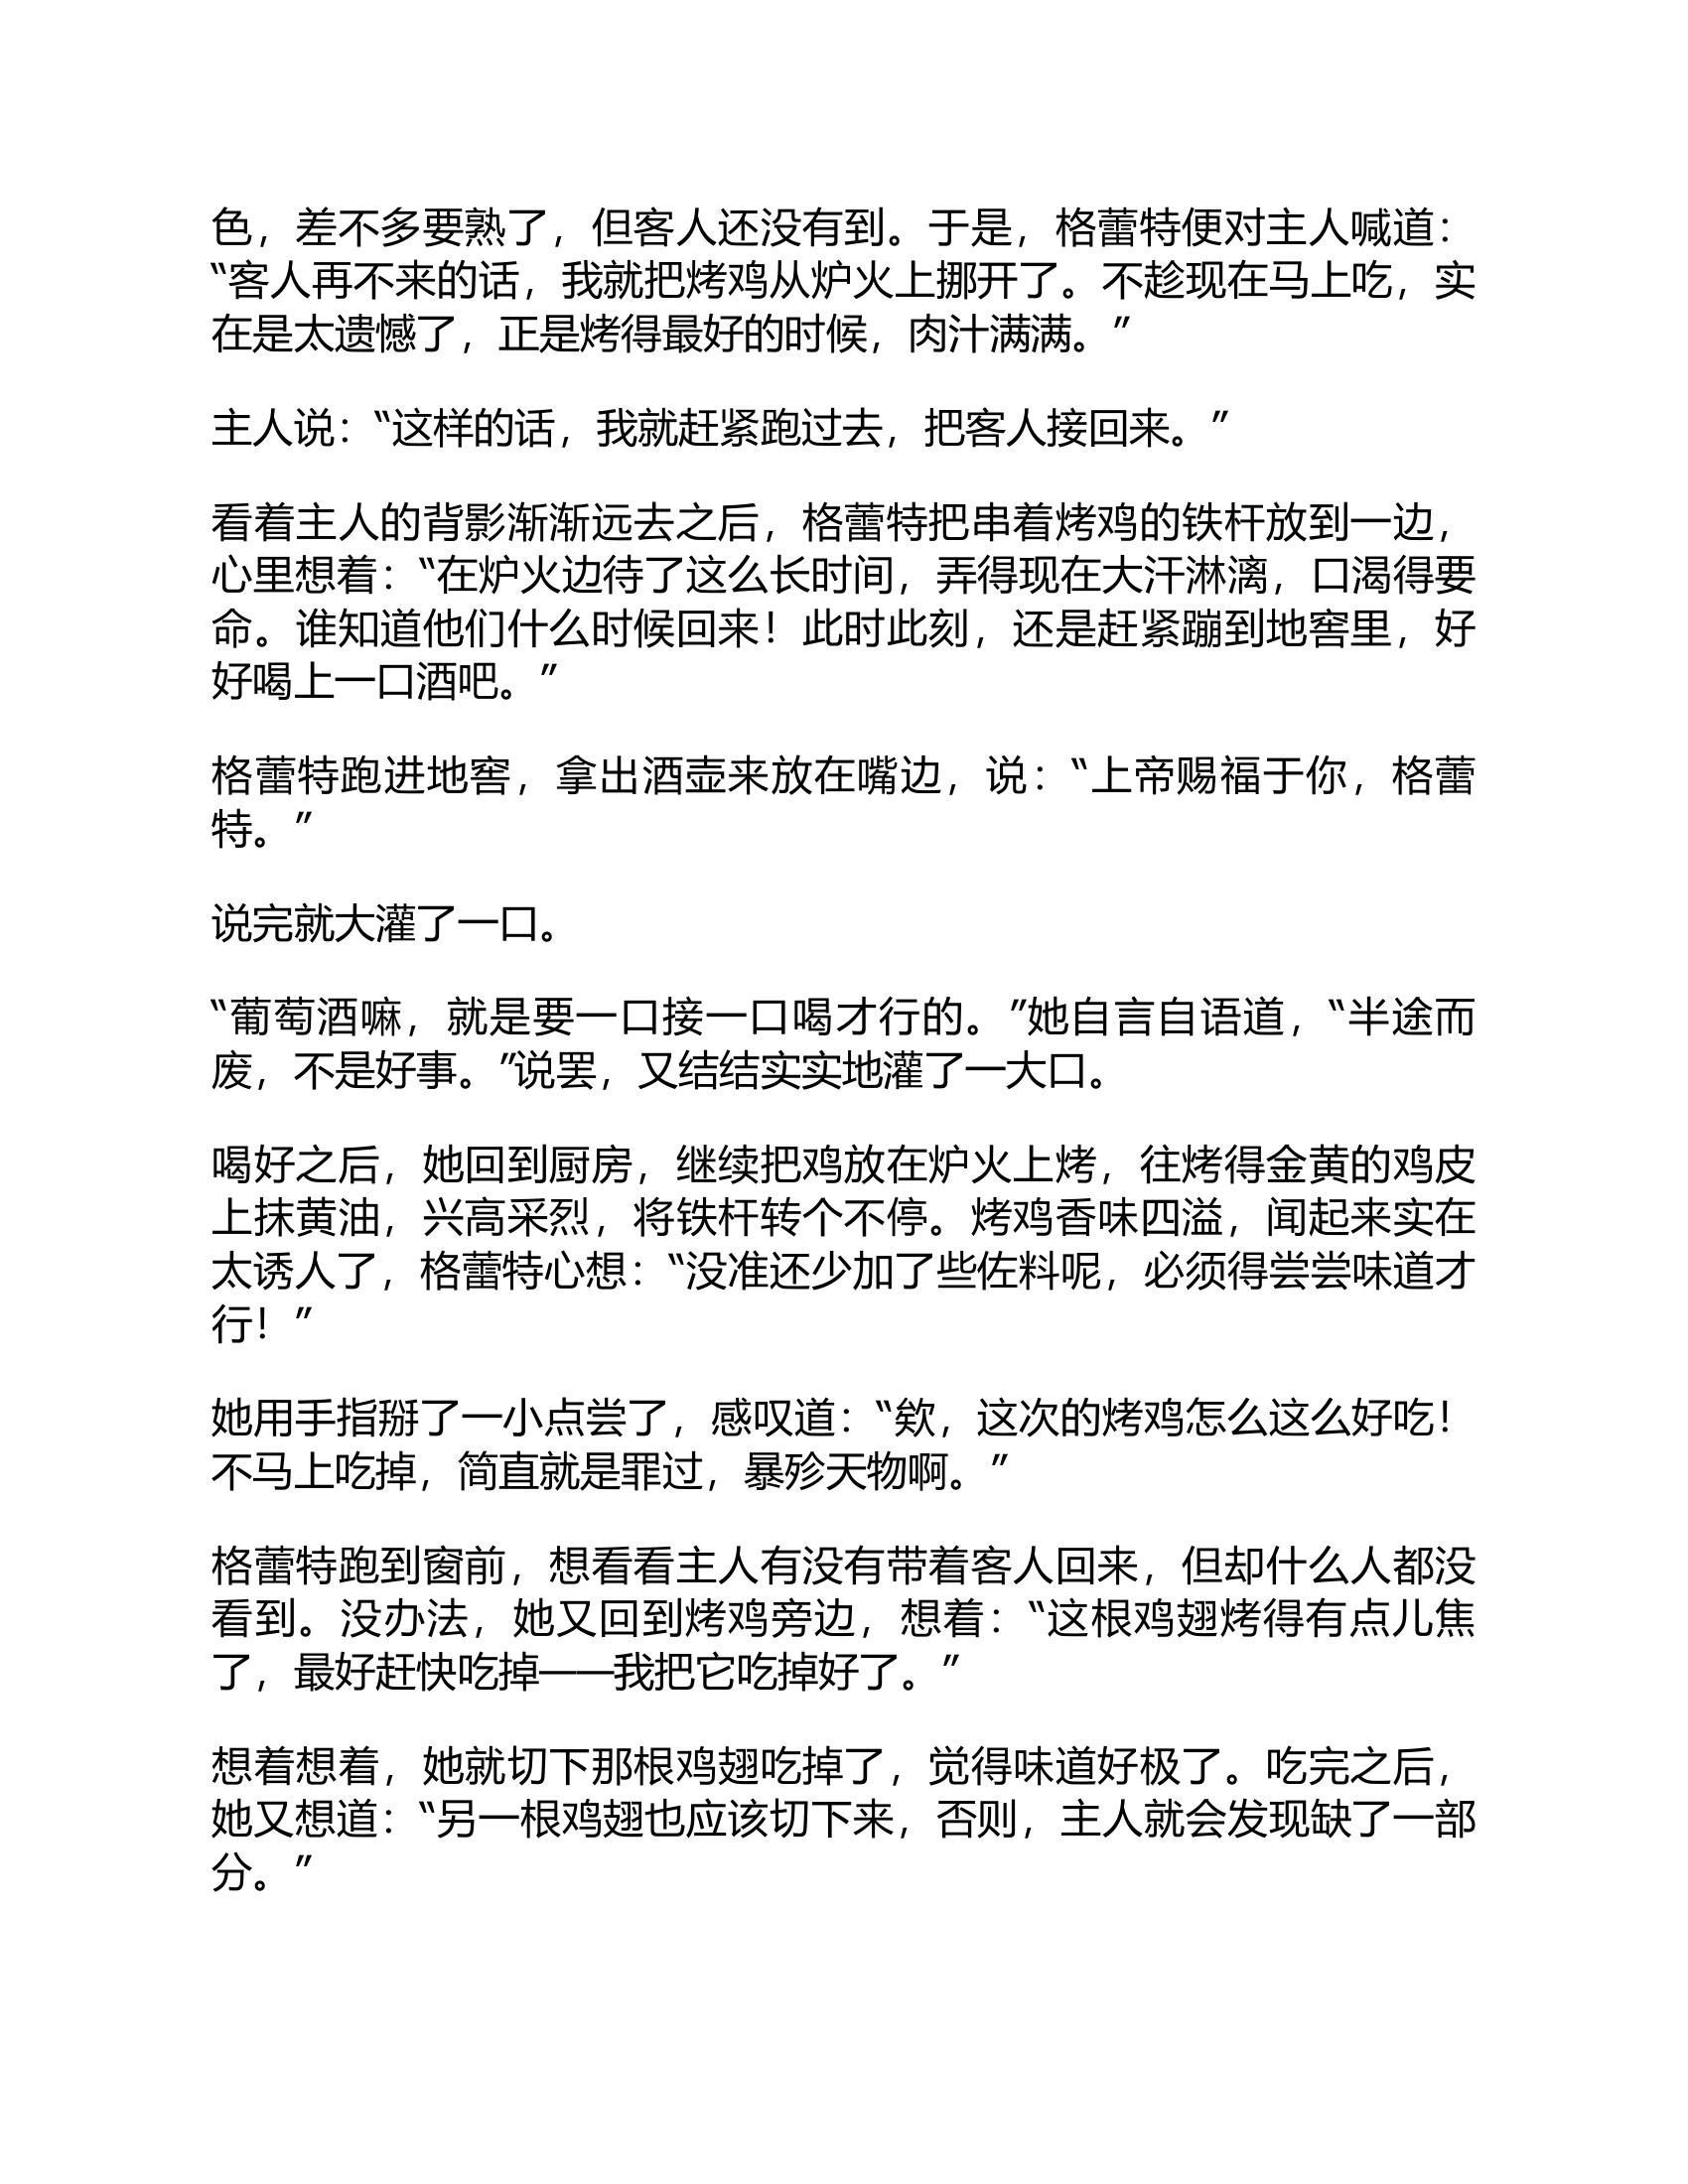 色，差不多要熟了，但客人还没有到。于是，格蕾特便对主人喊道：
“客人再不来的话，我就把烤鸡从炉火上挪开了。不趁现在马上吃，实
在是太遗憾了，正是烤得最好的时候，肉汁满满。”
主人说：“这样的话，我就赶紧跑过去，把客人接回来。”
看着主人的背影渐渐远去之后，格蕾特把串着烤鸡的铁杆放到一边，
心里想着：“在炉火边待了这么长时间，弄得现在大汗淋漓，口渴得要
命。谁知道他们什么时候回来！此时此刻，还是赶紧蹦到地窖里，好
好喝上一口酒吧。”
格蕾特跑进地窖，拿出酒壶来放在嘴边，说：“上帝赐福于你，格蕾
特。”
说完就大灌了一口。
“葡萄酒嘛，就是要一口接一口喝才行的。”她自言自语道，“半途而
废，不是好事。”说罢，又结结实实地灌了一大口。
喝好之后，她回到厨房，继续把鸡放在炉火上烤，往烤得金黄的鸡皮
上抹黄油，兴高采烈，将铁杆转个不停。烤鸡香味四溢，闻起来实在
太诱人了，格蕾特心想：“没准还少加了些佐料呢，必须得尝尝味道才
行！”
她用手指掰了一小点尝了，感叹道：“欸，这次的烤鸡怎么这么好吃！
不马上吃掉，简直就是罪过，暴殄天物啊。”
格蕾特跑到窗前，想看看主人有没有带着客人回来，但却什么人都没
看到。没办法，她又回到烤鸡旁边，想着：“这根鸡翅烤得有点儿焦
了，最好赶快吃掉——我把它吃掉好了。”
想着想着，她就切下那根鸡翅吃掉了，觉得味道好极了。吃完之后，
她又想道：“另一根鸡翅也应该切下来，否则，主人就会发现缺了一部
分。”